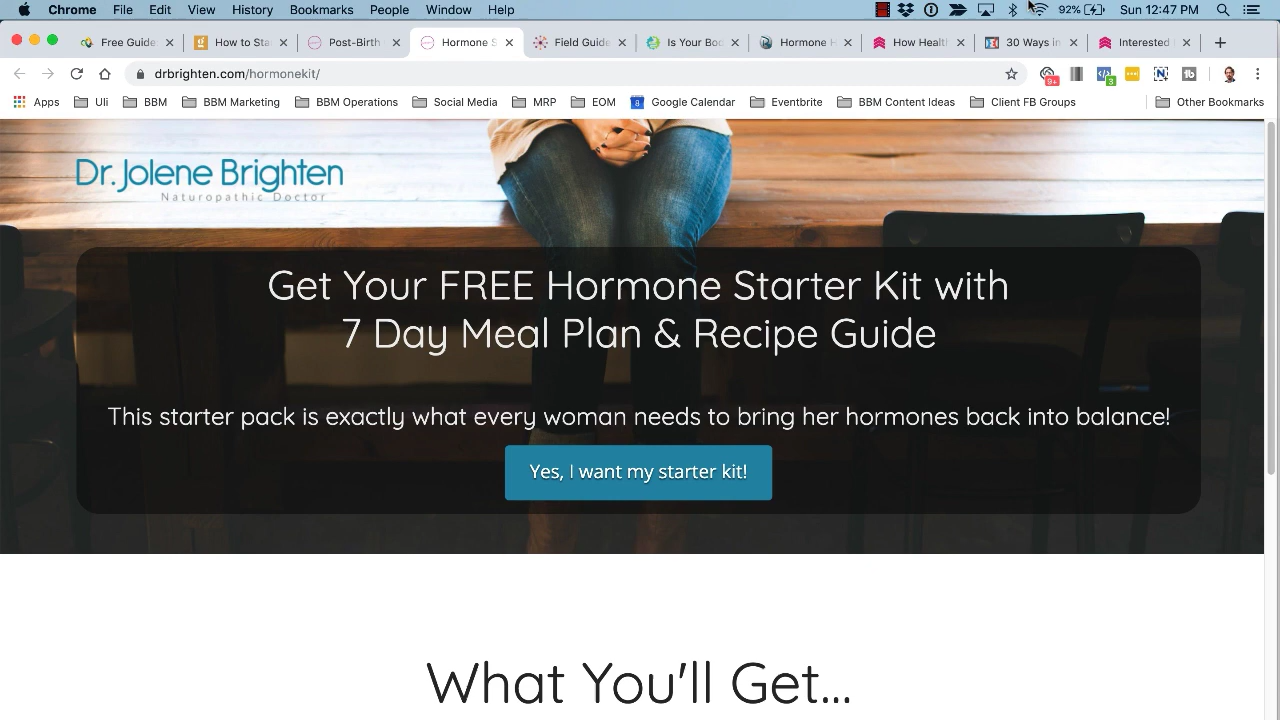 Chrome File Edit View History Bookmarks People Window Help 92% Sun 12:47 PM
Free Guide How to Sta Post-Birth Hormone S Field Guide Is Your Boo Hormone H How Healt 30 Ways in Interested
drbrighten.com/hormonekit/ 9+ 3
Apps Uli BBM BBM Marketing BBM Operations Social Media MRP EOM 8 Google Calendar Eventbrite BBM Content Ideas Client FB Groups Other Bookmarks
Dr. Jolene Brighten
Naturopathic Doctor
Get Your FREE Hormone Starter Kit with
7 Day Meal Plan & Recipe Guide
This starter pack is exactly what every woman needs to bring her hormones back into balance!
Yes, I want my starter kit!
What You'll Get...